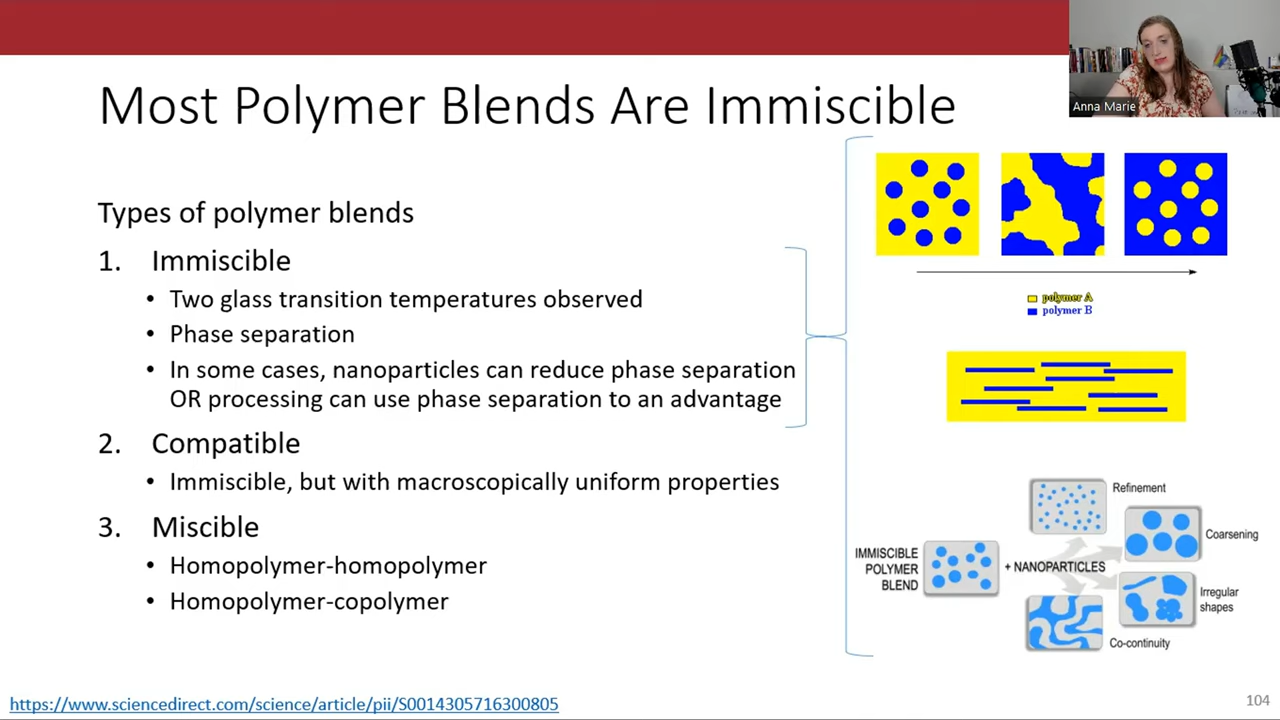 Anna Marie
Most Polymer Blends Are Immiscible
Types of polymer blends
1. Immiscible
• Two glass transition temperatures observed
• Phase separation
• In some cases, nanoparticles can reduce phase separation
OR processing can use phase separation to an advantage
2. Compatible
• Immiscible, but with macroscopically uniform properties
3. Miscible
• Homopolymer-homopolymer
• Homopolymer-copolymer
polymer A
polymer B
IMMISCIBLE
POLYMER
BLEND
+ NANOPARTICLES
Refinement
Coarsening
Irregular
shapes
Co-continuity
https://www.sciencedirect.com/science/article/pii/S0014305716300805
104